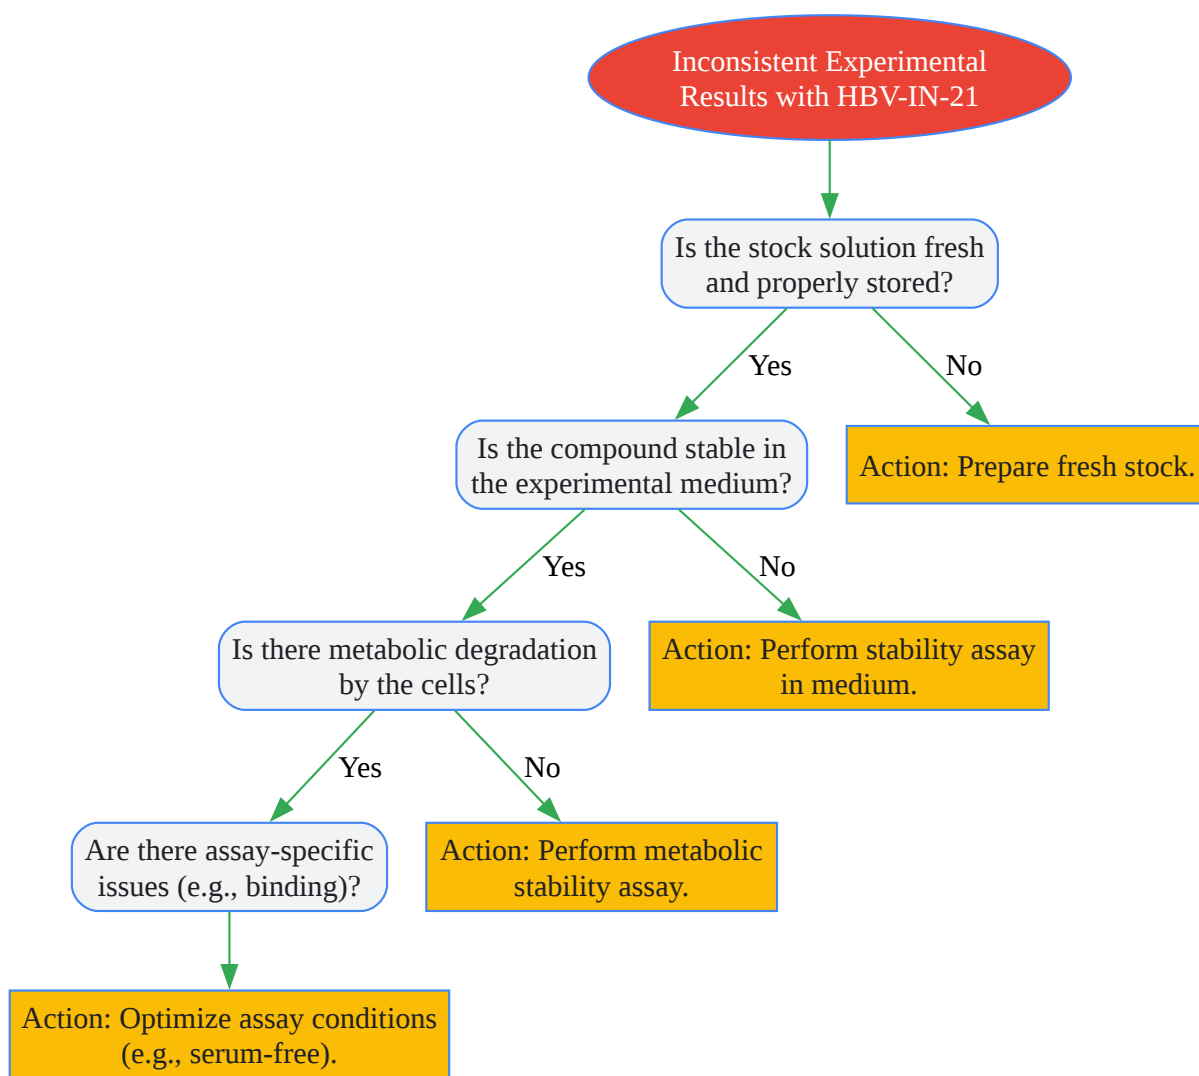 Inconsistent Experimental
Results with HBV-IN-21
Is the stock solution fresh
and properly stored?
Yes
No
Is the compound stable in
the experimental medium?
Action: Prepare fresh stock.
Yes
No
Is there metabolic degradation
by the cells?
Action: Perform stability assay
in medium.
Yes
No
Are there assay-specific
issues (e.g., binding)?
Action: Perform metabolic
stability assay.
Action: Optimize assay conditions
(e.g., serum-free).